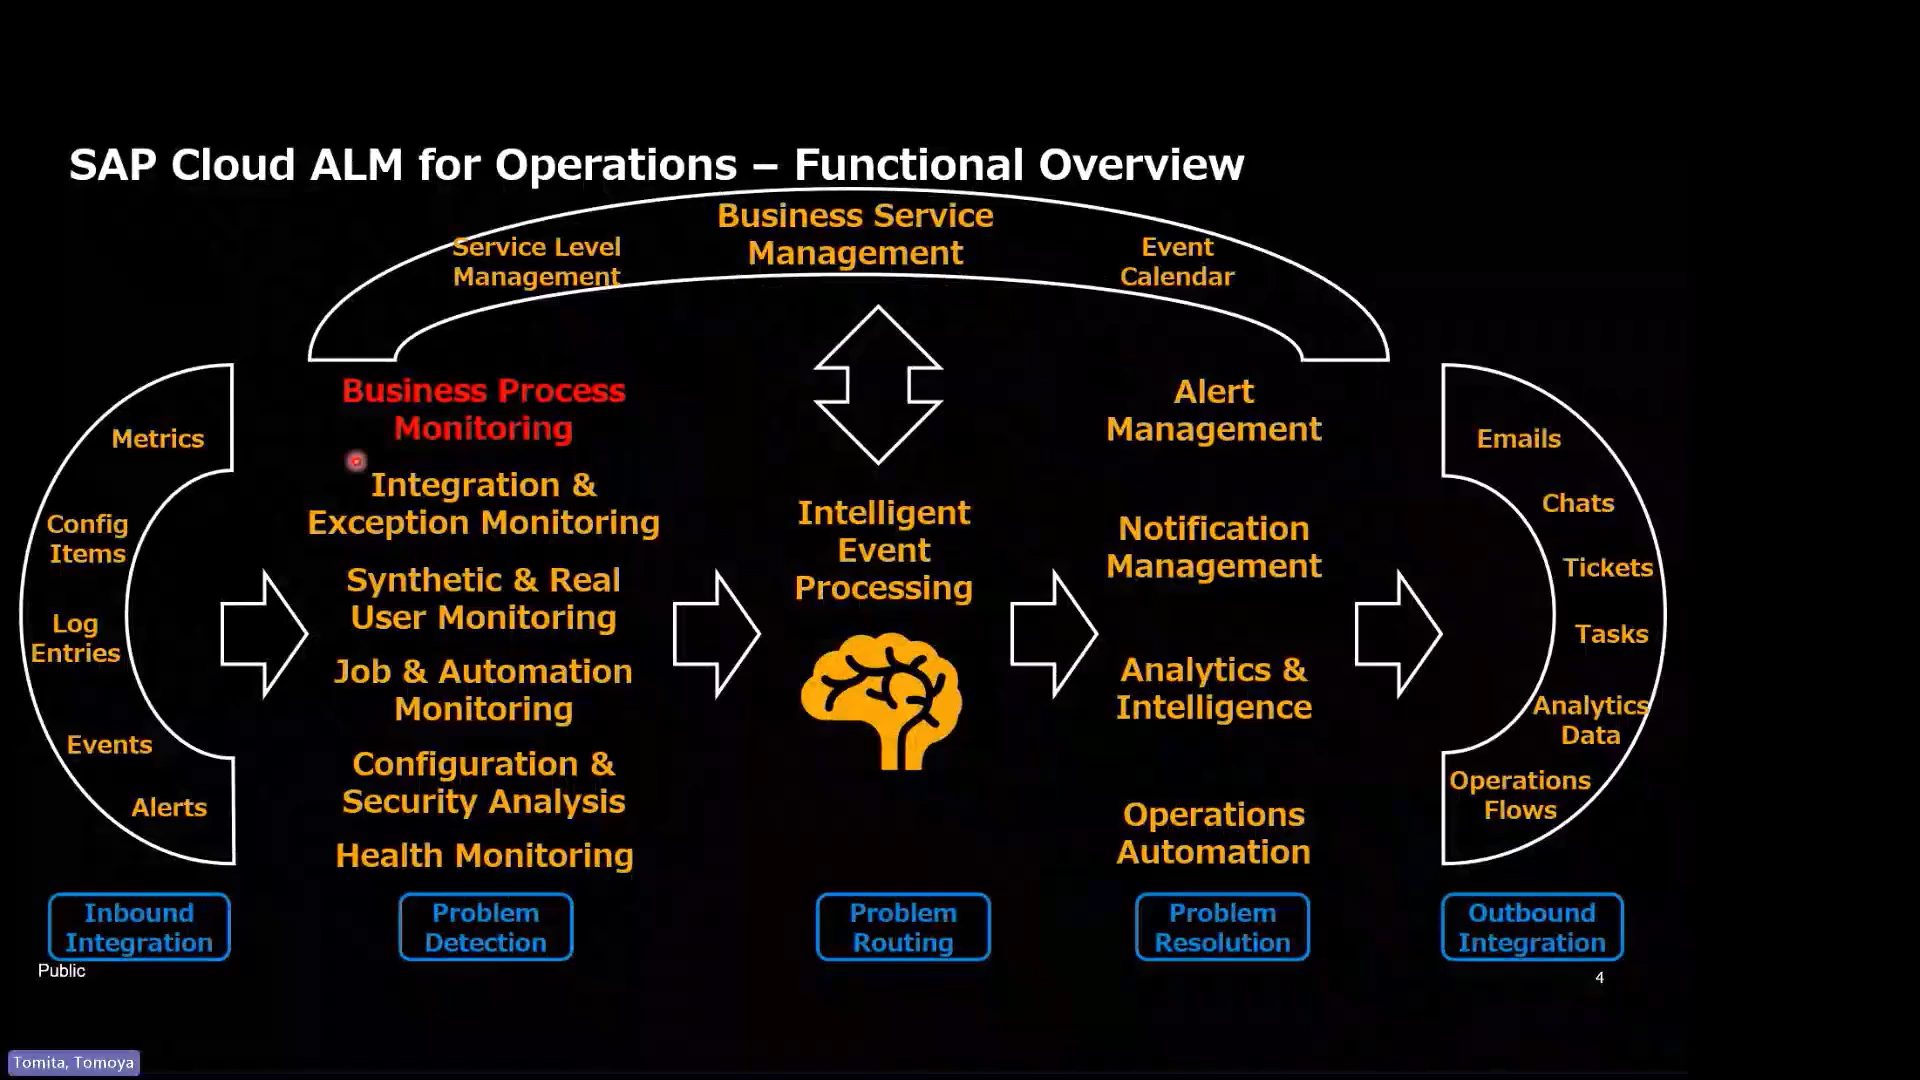 SAP Cloud ALM for Operations – Functional Overview
Business Service
Management
Service Level
Management
Event
Calendar
Metrics
Config
Items
Log
Entries
Events
Alerts
Business Process
Monitoring
Integration &
Exception Monitoring
Synthetic & Real
User Monitoring
Job & Automation
Monitoring
Configuration &
Security Analysis
Health Monitoring
Intelligent
Event
Processing
Alert
Management
Notification
Management
Analytics &
Intelligence
Operations
Automation
Emails
Chats
Tickets
Tasks
Analytics
Data
Operations
Flows
Inbound
Integration
Problem
Detection
Problem
Routing
Problem
Resolution
Outbound
Integration
Public
4
Tomita, Tomoya